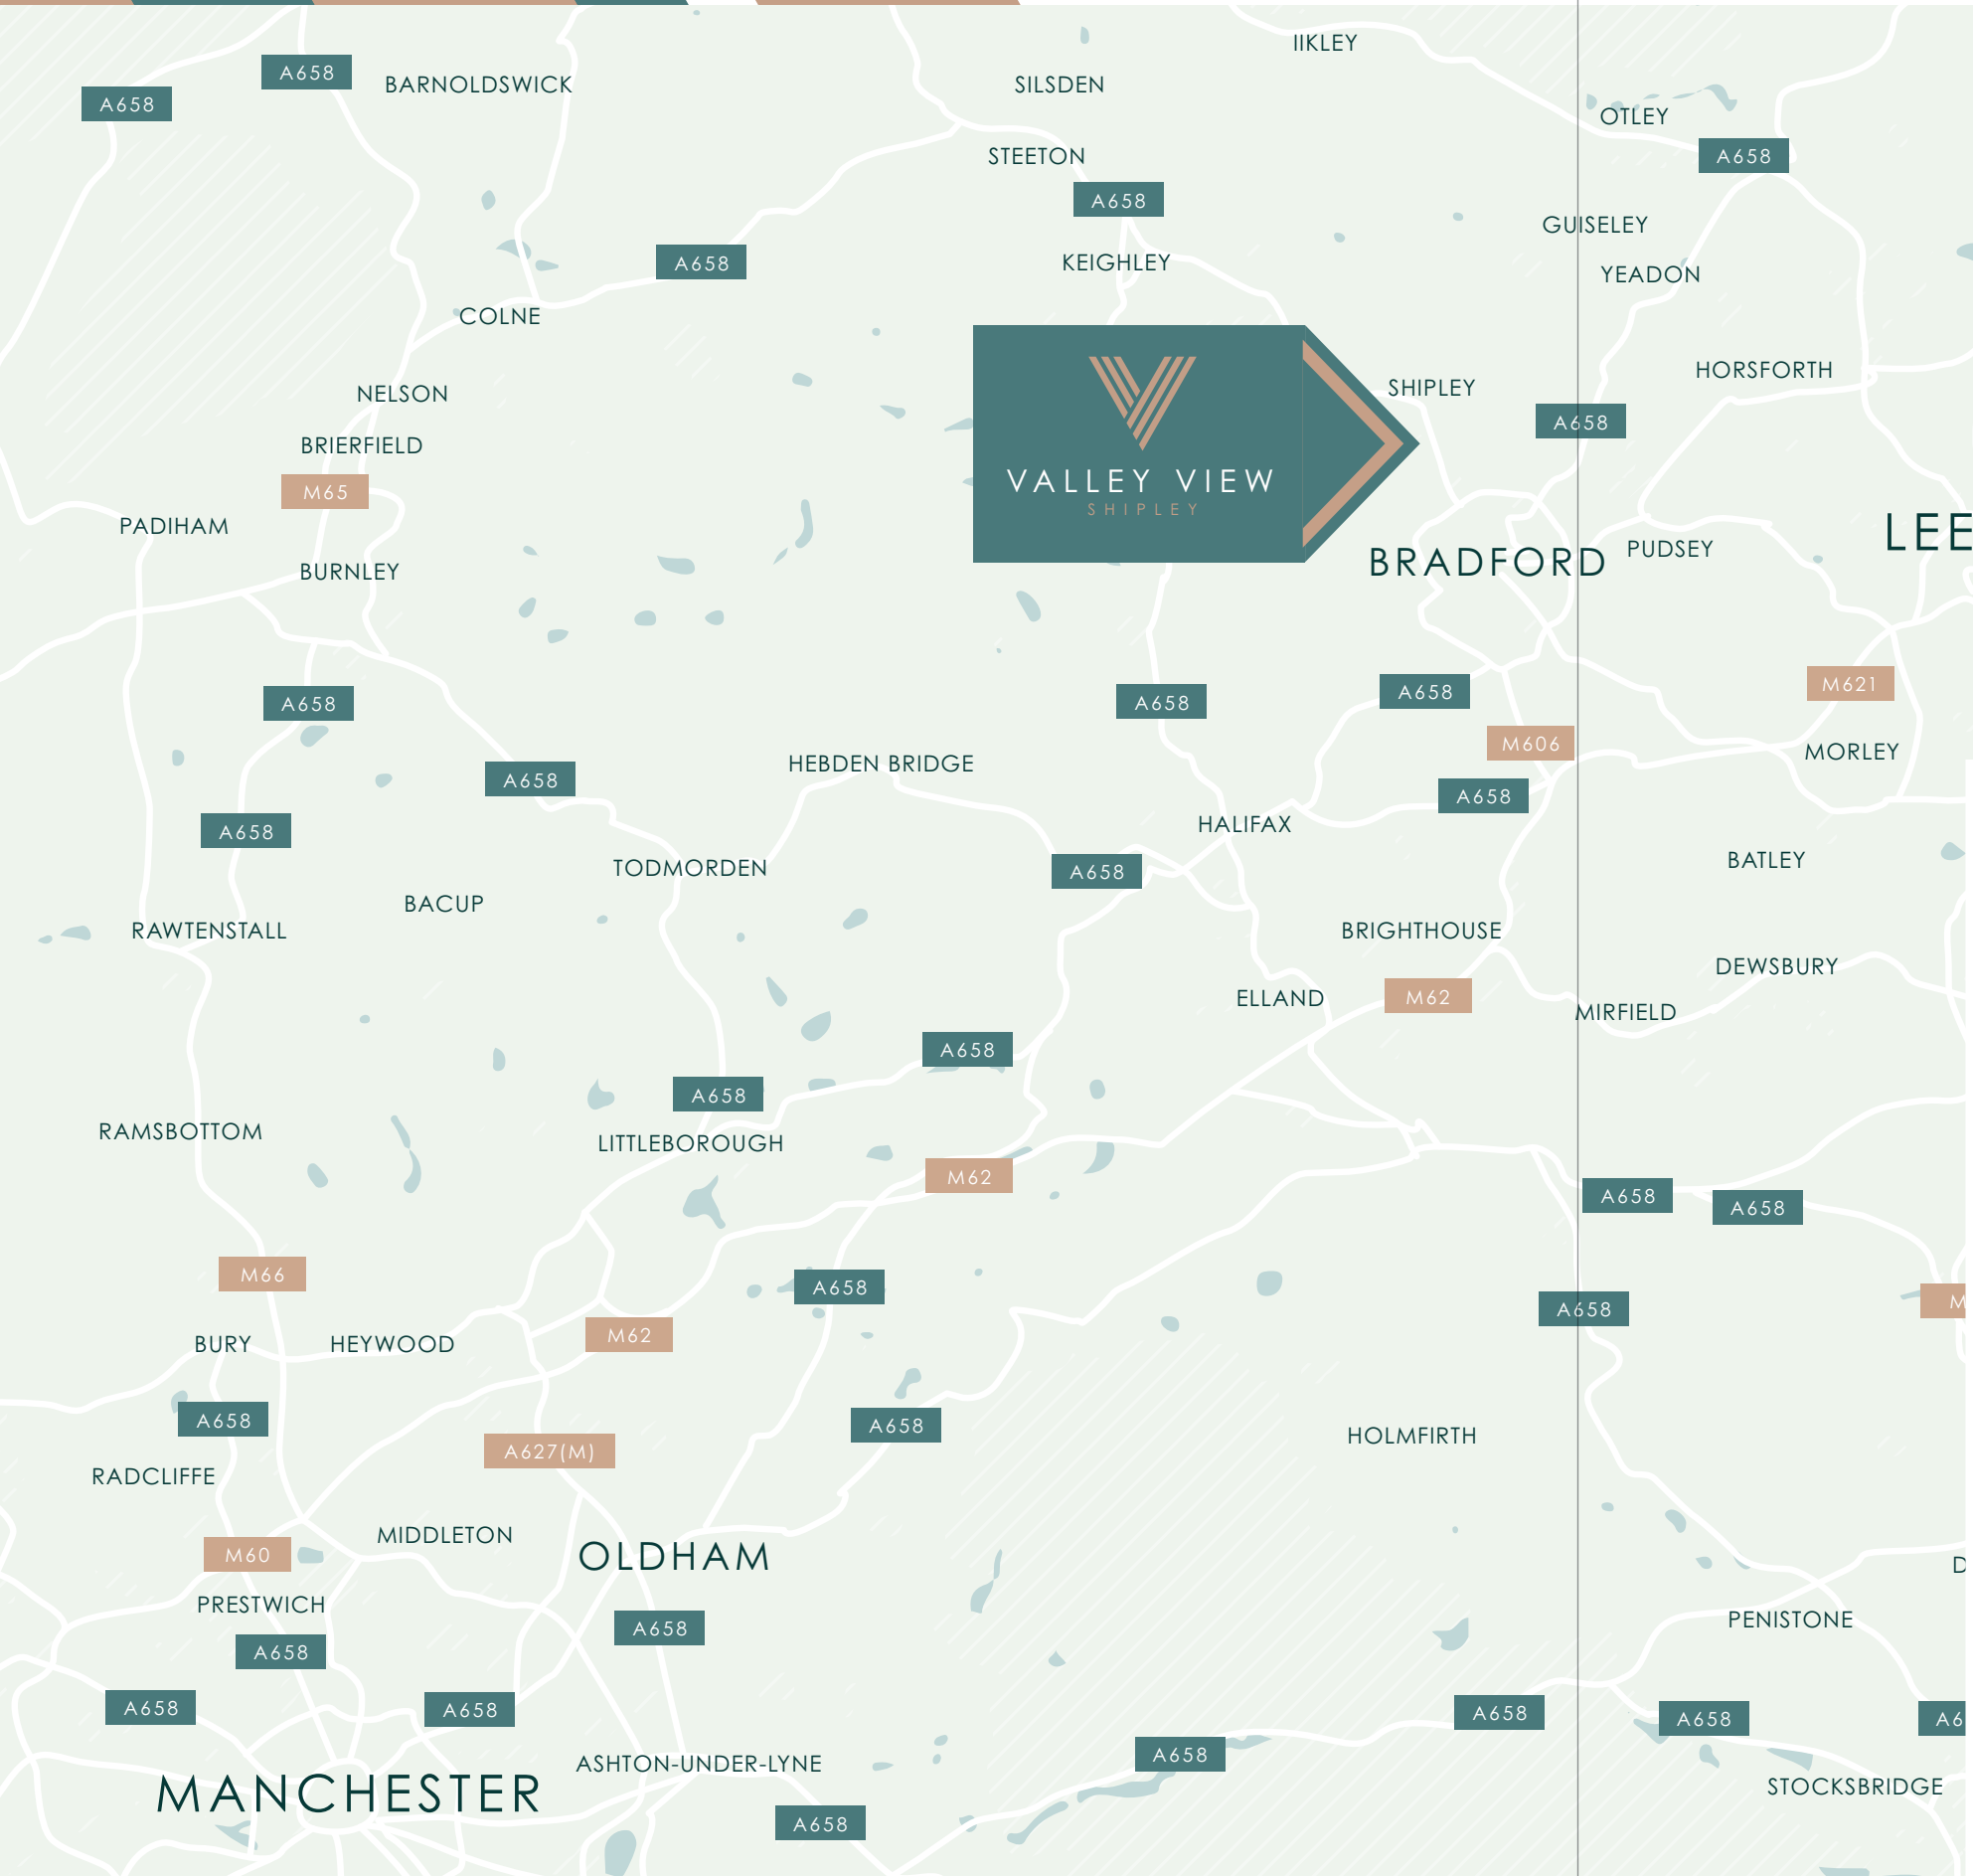 IIKLEY
A658
BARNOLDSWICK
SILSDEN
A658
OTLEY
STEETON
A658
A658
GUISELEY
A658
KEIGHLEY
YEADON
COLNE
HORSFORTH
SHIPLEY
NELSON
A658
BRIERFIELD
VALLEY VIEW
SHIPLEY
M65
PADIHAM
LEE
PUDSEY
BRADFORD
BURNLEY
M621
A658
A658
A658
M606
MORLEY
HEBDEN BRIDGE
A658
A658
HALIFAX
A658
BATLEY
TODMORDEN
A658
BACUP
RAWTENSTALL
BRIGHTHOUSE
DEWSBURY
ELLAND
M62
MIRFIELD
A658
A658
RAMSBOTTOM
LITTLEBOROUGH
M62
A658
A658
M66
A658
M
A658
M62
BURY
HEYWOOD
A658
A658
HOLMFIRTH
A627(M)
RADCLIFFE
MIDDLETON
M60
OLDHAM
D
PRESTWICH
PENISTONE
A658
A658
A658
A658
A658
A658
A6
A658
ASHTON-UNDER-LYNE
STOCKSBRIDGE
MANCHESTER
A658